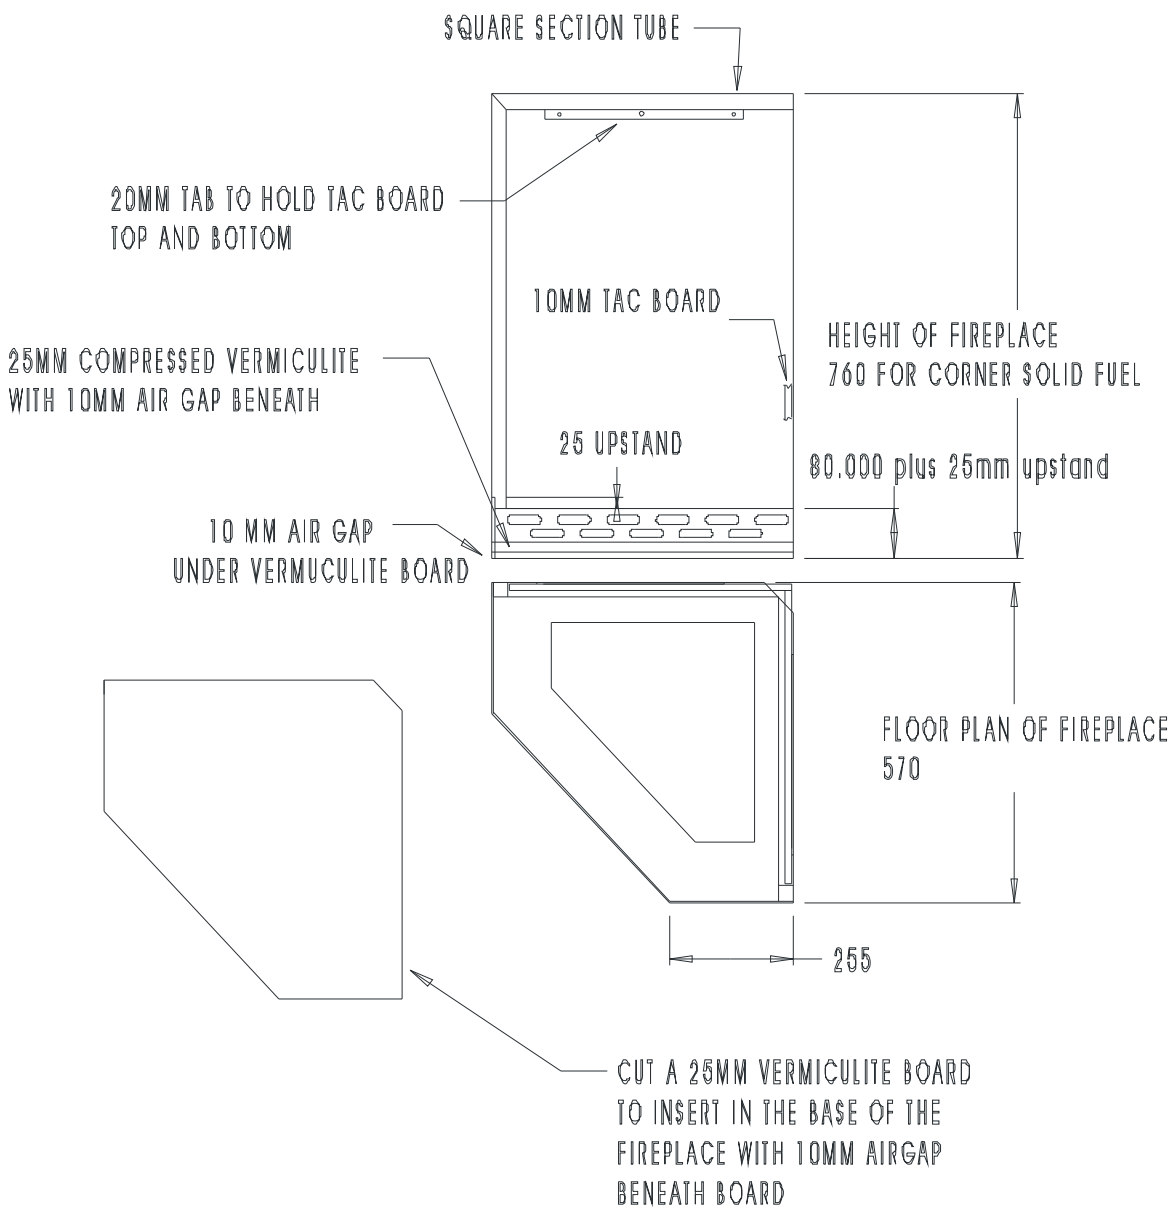 SQUARE SECTION TUBE
20MM TAB TO HOLD TAC BOARD
TOP AND BOTTOM
10MM TAC BOARD
HEIGHT OF FIREPLACE
760 FOR CORNER SOLID FUEL
25MM COMPRESSED VERMICULITE
WITH 10MM AIR GAP BENEATH
25 UPSTAND
80.000 plus 25mm upstand
10 MM AIR GAP
UNDER VERMUCULITE BOARD
FLOOR PLAN OF FIREPLACE
570
255
CUT A 25MM VERMICULITE BOARD
TO INSERT IN THE BASE OF THE
FIREPLACE WITH 10MM AIRGAP
BENEATH BOARD